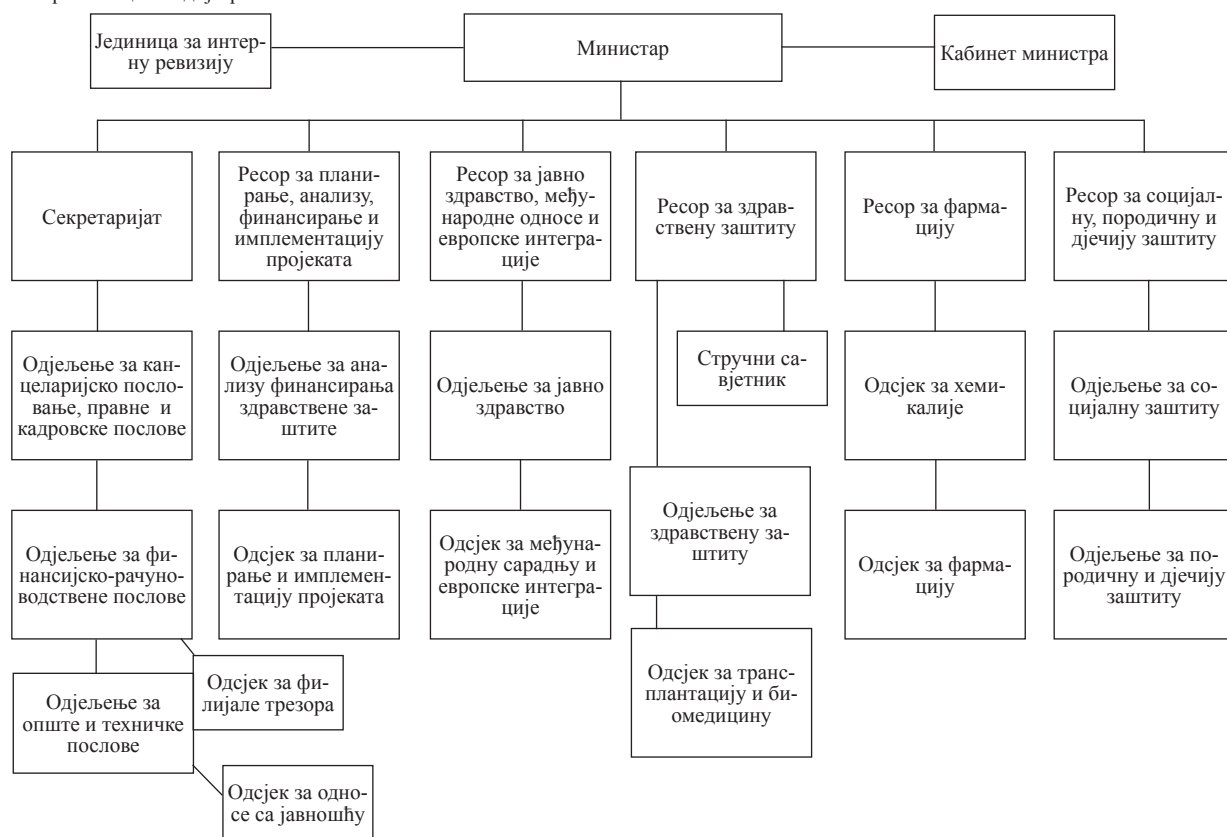 Јединица за интер-
ну ревизију
Министар
Кабинет министра
Секретаријат
Ресор за плани-
рање, анализу,
финансирање и
имплементацију
пројеката
Ресор за јавно
здравство, међу-
народне односе и
европске интегра-
ције
Ресор за здрав-
ствену заштиту
Ресор за фарма-
цију
Ресор за социјал-
ну, породичну и
дјечију заштиту
Одјељење за кан-
целаријско посло-
вање, правне и
кадровске послове
Одјељење за ана-
лизу финансирања
здравствене за-
штите
Одјељење за јавно
здравство
Стручни са-
вјетник
Одсјек за хеми-
калије
Одјељење за со-
цијалну заштиту
Одјељење за фи-
нансијско-рачуно-
водствене послове
Одсјек за плани-
рање и имплемен-
тацију пројеката
Одсјек за међуна-
родну сарадњу и
европске интегра-
ције
Одјељење за
здравствену за-
штиту
Одсјек за фарма-
цију
Одјељење за по-
родичну и дјечију
заштиту
Одсјек за фи-
лијале трезора
Одсјек за транс-
плантацију и би-
омедицину
Одјељење за
опште и техничке
послове
Одсјек за одно-
се са јавношћу